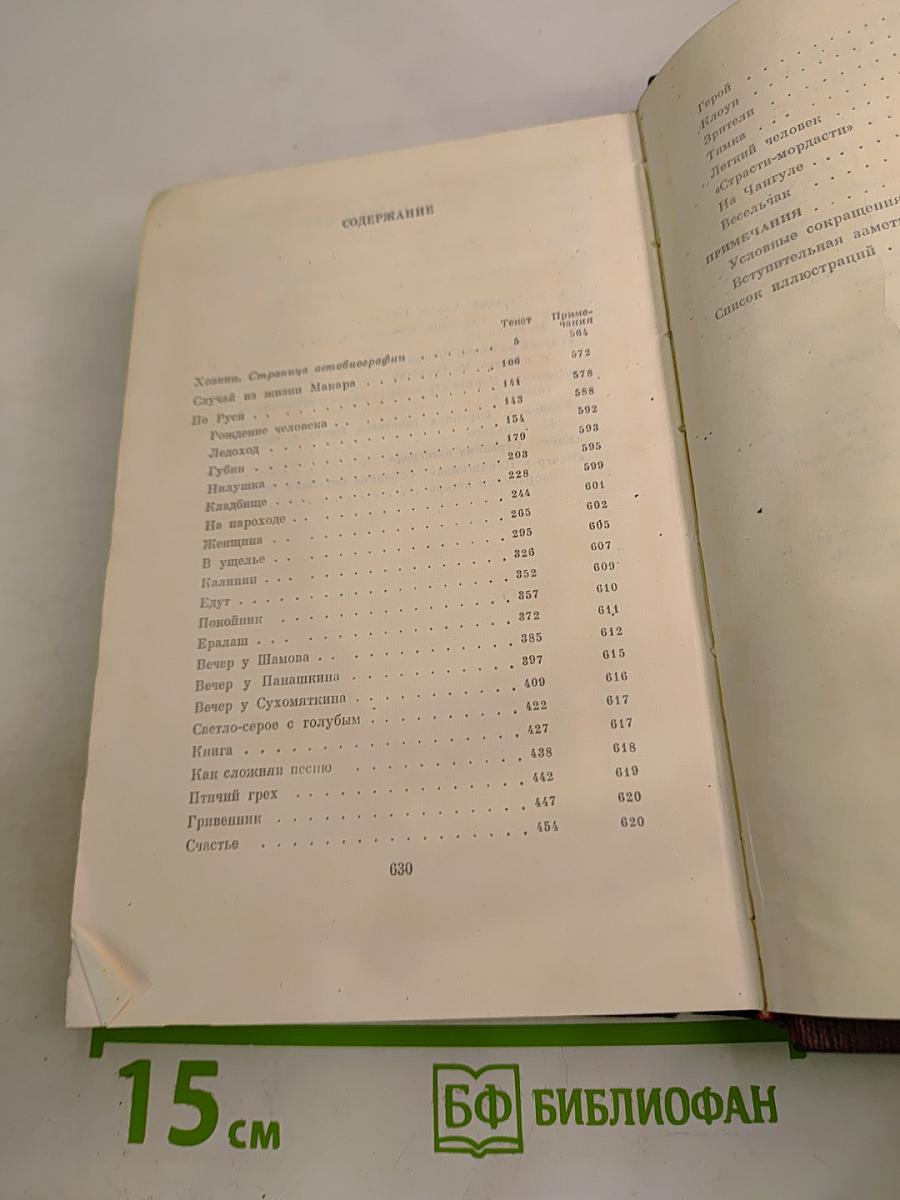 СОДЕРЖАНИЕ
Текст Приме-
чания
Хозяин. Страница автобиографии . . . . . . 5 564
Случай из жизни Макара . . . . . . . . . 106 572
По Руси . . . . . . . . . . . . . . . . 141 578
Рождение человека . . . . . . . . . . . 143 588
Ледоход . . . . . . . . . . . . . . . 154 592
Губин . . . . . . . . . . . . . . . . 179 593
Нилушка . . . . . . . . . . . . . . . 203 595
Кладбище . . . . . . . . . . . . . . 228 599
На пароходе . . . . . . . . . . . . . 244 601
Женщина . . . . . . . . . . . . . . . 265 602
В ущелье . . . . . . . . . . . . . . 295 605
Калинин . . . . . . . . . . . . . . . 326 607
Едут . . . . . . . . . . . . . . . . 352 609
Покойник . . . . . . . . . . . . . . 357 610
Ералаш . . . . . . . . . . . . . . . 372 611
Вечер у Шамова . . . . . . . . . . . . 385 612
Вечер у Панашкина . . . . . . . . . . 397 615
Вечер у Сухомяткина . . . . . . . . . 409 616
Светло-серое с голубым . . . . . . . . 422 617
Книга . . . . . . . . . . . . . . . . 427 617
Как сложили песню . . . . . . . . . . 438 618
Птичий грех . . . . . . . . . . . . . 442 619
Гривенник . . . . . . . . . . . . . . 447 620
Счастье . . . . . . . . . . . . . . . 454 620
630
Герой . . . . . . .
Клоун . . . . . . .
Зрители . . . . . .
Тимка . . . . . . .
Легкий человек . . . .
«Страсти-мордасти» . .
На Чангуле . . . . .
Весельчак . . . . .
ПРИМЕЧАНИЯ . . . .
Условные сокращения
Вступительная заметк
Список иллюстраций .
15 см
БФ БИБЛИОФАН